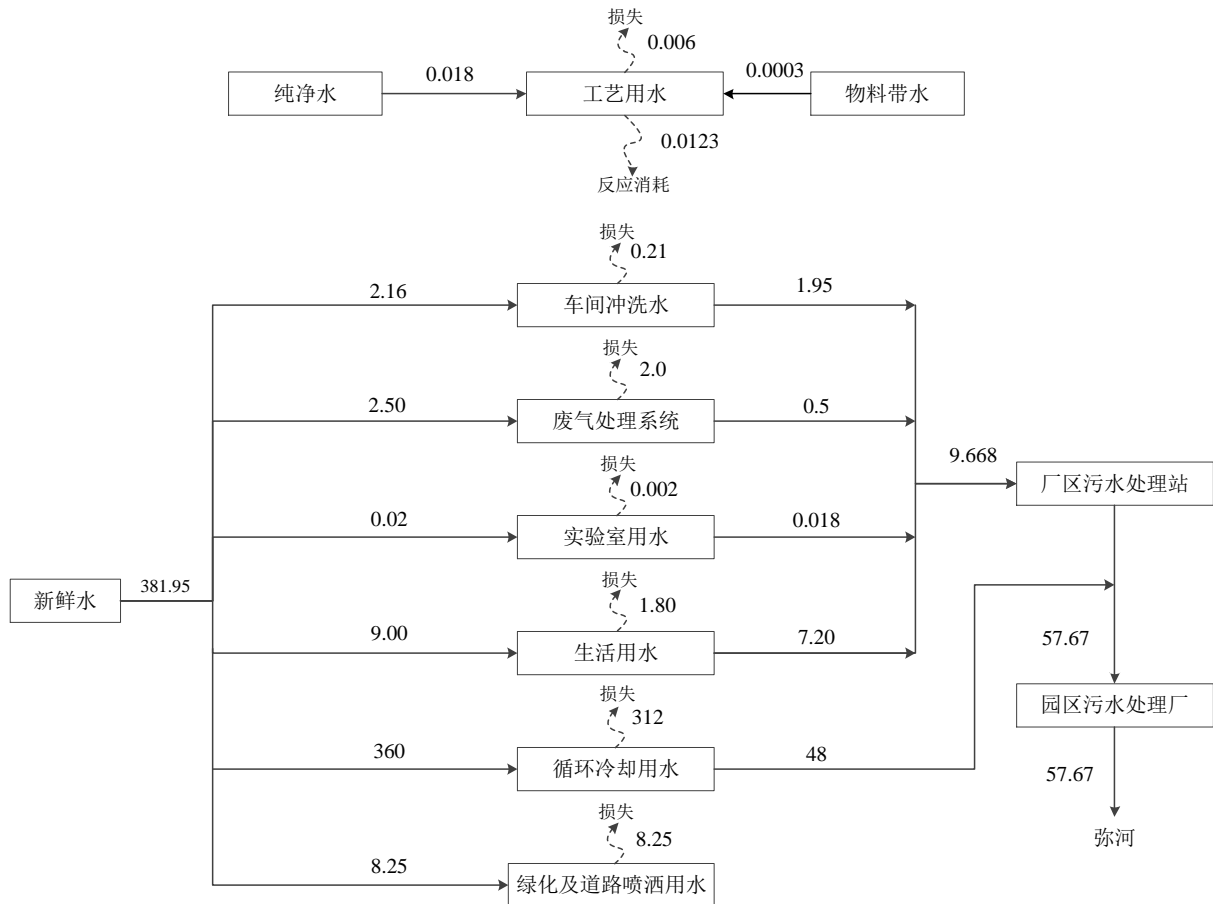 损失
0.006
纯净水
0.018
工艺用水
0.0003
物料带水
0.0123
反应消耗
损失
0.21
2.16
车间冲洗水
1.95
损失
2.0
2.50
废气处理系统
0.5
9.668
厂区污水处理站
损失
0.002
0.02
实验室用水
0.018
新鲜水
381.95
损失
1.80
9.00
生活用水
7.20
57.67
园区污水处理厂
损失
312
360
循环冷却用水
48
57.67
弥河
损失
8.25
8.25
绿化及道路喷洒用水